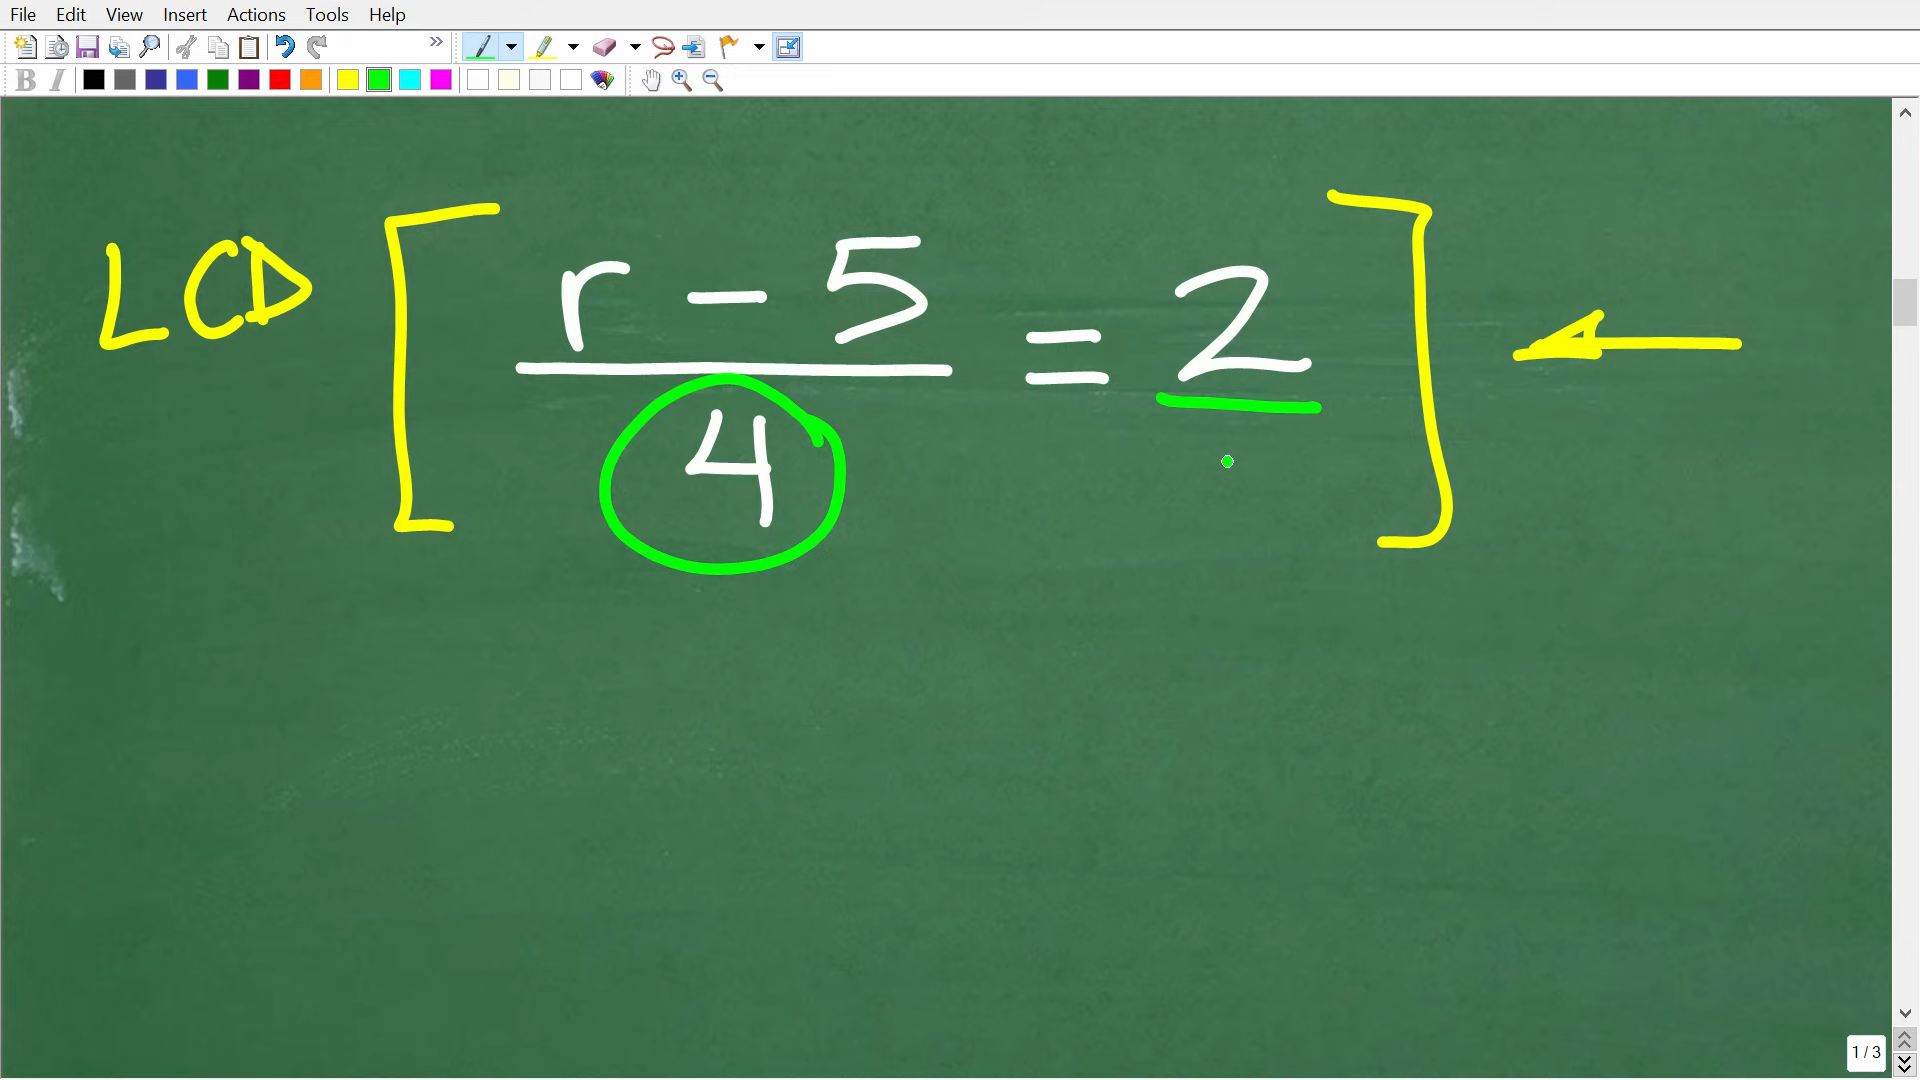 File Edit View Insert Actions Tools Help
B I
LCD [ r - 5 / 4 = 2 ]
1 / 3